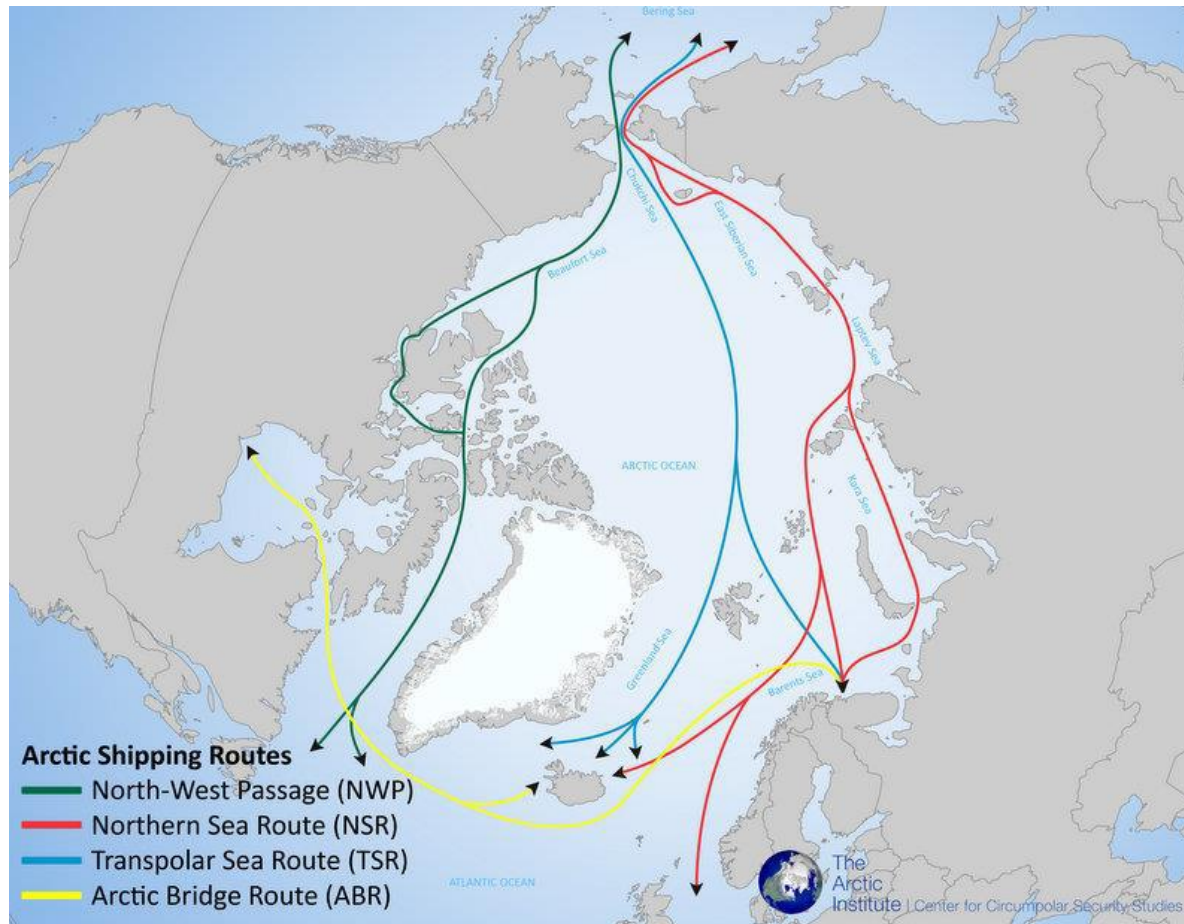 Bering Sea
Chukchi Sea
East Siberian Sea
Beaufort Sea
Laptev Sea
ARCTIC OCEAN
Kara Sea
Greenland Sea
Barents Sea
Arctic Shipping Routes
North-West Passage (NWP)
Northern Sea Route (NSR)
Transpolar Sea Route (TSR)
Arctic Bridge Route (ABR)
ATLANTIC OCEAN
The
Arctic
Institute | Center for Circumpolar Security Studies